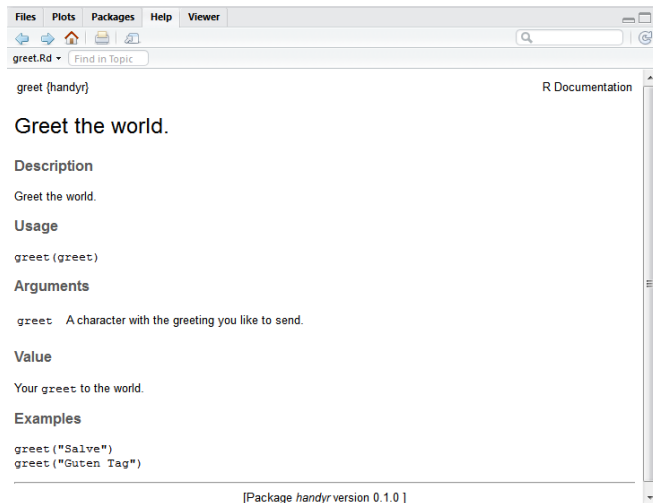 Files Plots Packages Help Viewer
greet.Rd Find in Topic
greet {handyr} R Documentation
Greet the world.
Description
Greet the world.
Usage
greet(greet)
Arguments
greet A character with the greeting you like to send.
Value
Your greet to the world.
Examples
greet("Salve")
greet("Guten Tag")
[Package handyr version 0.1.0 ]